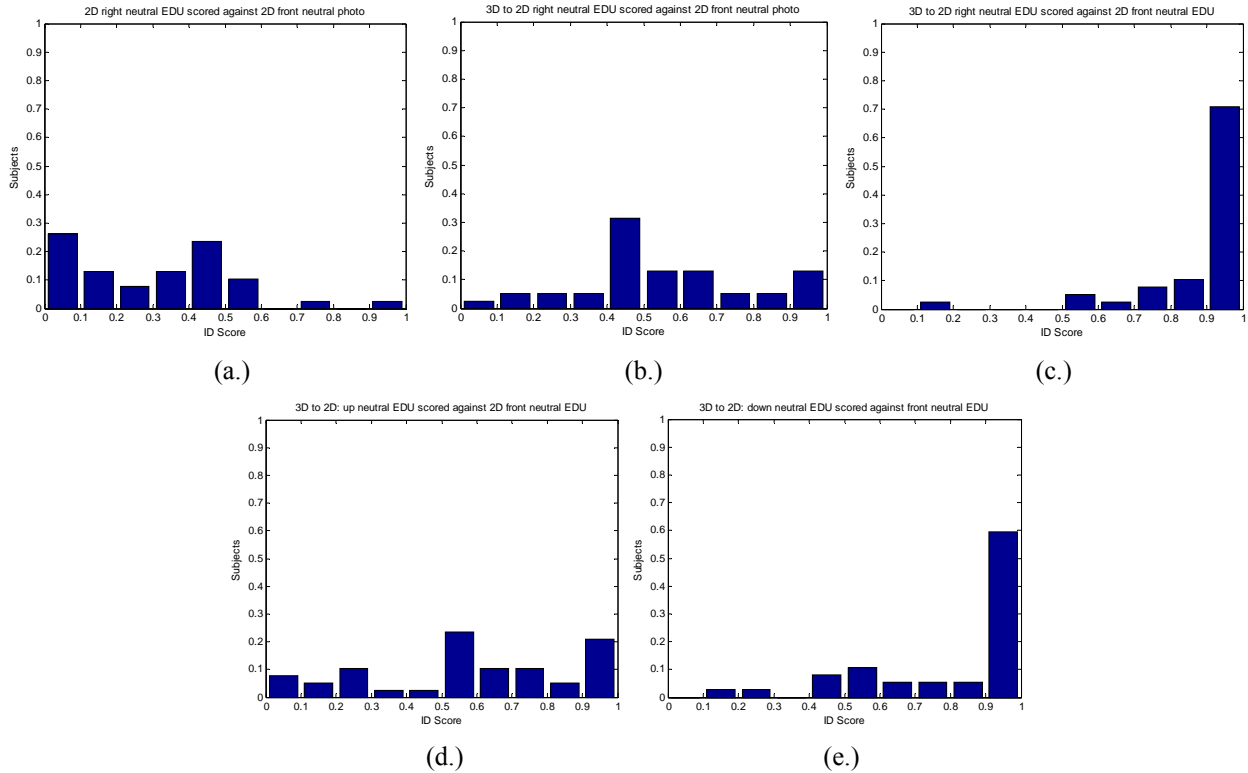 2D right neutral EDU scored against 2D front neutral photo
1
0.9
0.8
0.7
0.6
0.5
0.4
0.3
0.2
0.1
0
Subjects
0 0.1 0.2 0.3 0.4 0.5 0.6 0.7 0.8 0.9 1
ID Score
(a.)
3D to 2D right neutral EDU scored against 2D front neutral photo
1
0.9
0.8
0.7
0.6
0.5
0.4
0.3
0.2
0.1
0
Subjects
0 0.1 0.2 0.3 0.4 0.5 0.6 0.7 0.8 0.9 1
ID Score
(b.)
3D to 2D right neutral EDU scored against 2D front neutral EDU
1
0.9
0.8
0.7
0.6
0.5
0.4
0.3
0.2
0.1
0
Subjects
0 0.1 0.2 0.3 0.4 0.5 0.6 0.7 0.8 0.9 1
ID Score
(c.)
3D to 2D: up neutral EDU scored against 2D front neutral EDU
1
0.9
0.8
0.7
0.6
0.5
0.4
0.3
0.2
0.1
0
Subjects
0 0.1 0.2 0.3 0.4 0.5 0.6 0.7 0.8 0.9 1
ID Score
(d.)
3D to 2D: down neutral EDU scored against front neutral EDU
1
0.9
0.8
0.7
0.6
0.5
0.4
0.3
0.2
0.1
0
Subjects
0 0.1 0.2 0.3 0.4 0.5 0.6 0.7 0.8 0.9 1
ID Score
(e.)